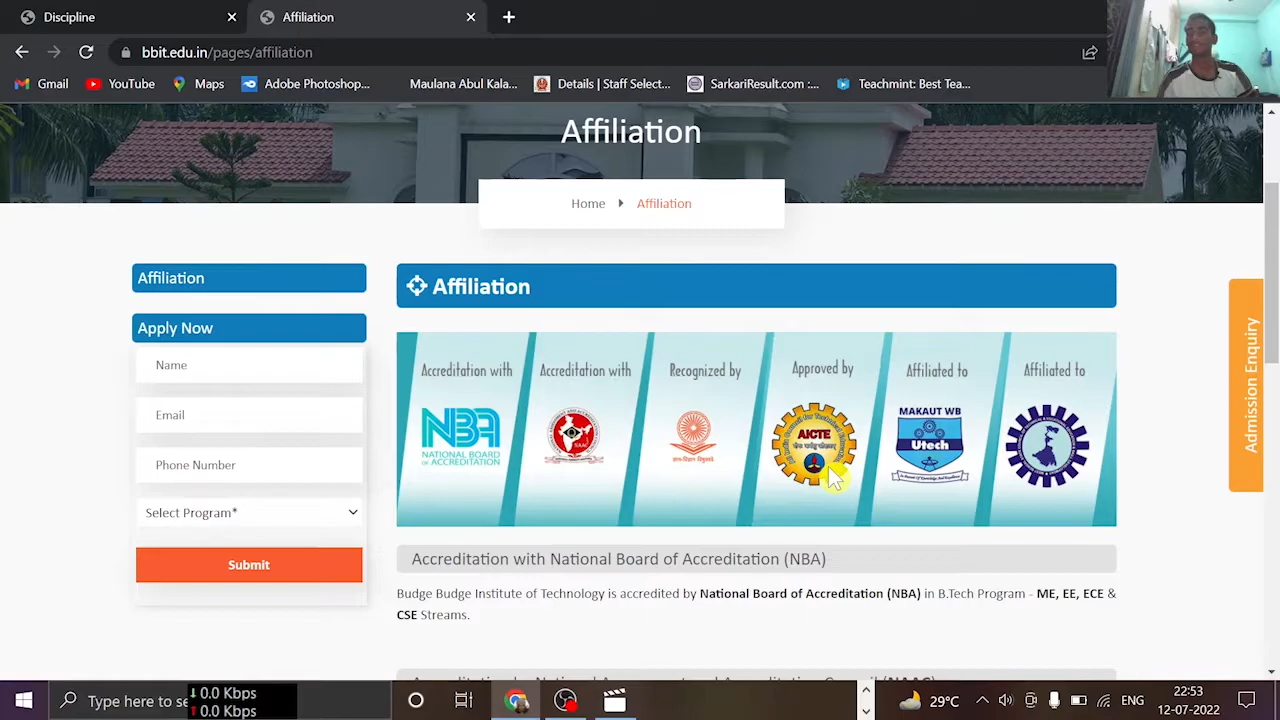 Discipline
Affiliation
bbit.edu.in/pages/affiliation
Gmail
YouTube
Maps
Adobe Photoshop...
Maulana Abul Kala...
Details | Staff Select...
SarkariResult.com :...
Teachmint: Best Tea...
Affiliation
Home
Affiliation
Affiliation
Apply Now
Name
Email
Phone Number
Select Program*
Submit
Affiliation
Accreditation with
NBA
NATIONAL BOARD
OF ACCREDITATION
Accreditation with
Recognized by
Approved by
AICTE
Affiliated to
MAKAUT WB
Utech
Affiliated to
Accreditation with National Board of Accreditation (NBA)
Budge Budge Institute of Technology is accredited by National Board of Accreditation (NBA) in B.Tech Program - ME, EE, ECE &
CSE Streams.
Admission Enquiry
Type here to se
↓ 0.0 Kbps
↑ 0.0 Kbps
29°C
ENG
22:53
12-07-2022